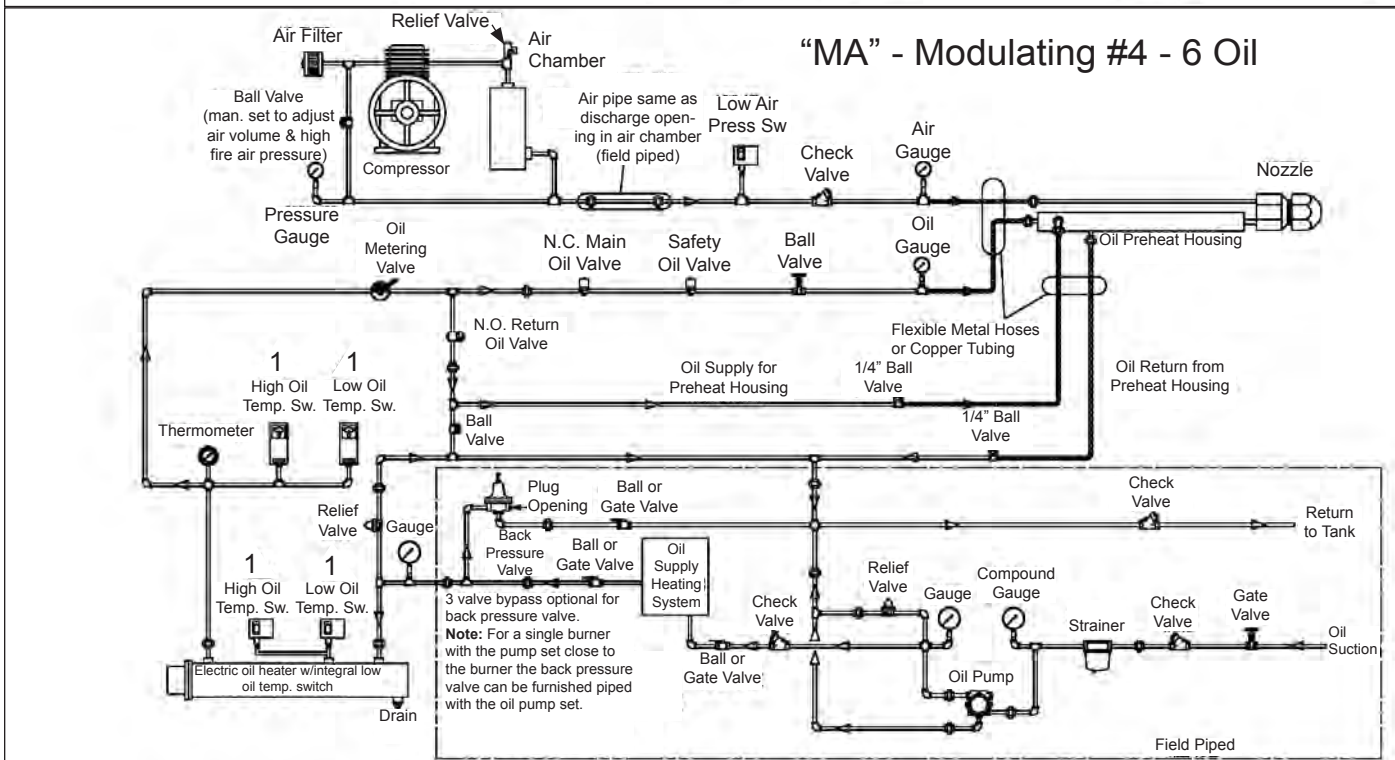 "MA" - Modulating #4 - 6 Oil
Relief Valve
Air Filter
Air
Chamber
Ball Valve
(man. set to adjust
air volume & high
fire air pressure)
Compressor
Air pipe same as
discharge open-
ing in air chamber
(field piped)
Low Air
Press Sw
Check
Valve
Air
Gauge
Nozzle
Pressure
Gauge
Oil
Metering
Valve
N.C. Main
Oil Valve
Safety
Oil Valve
Ball
Valve
Oil
Gauge
Oil Preheat Housing
N.O. Return
Oil Valve
Flexible Metal Hoses
or Copper Tubing
1
High Oil
Temp. Sw.
1
Low Oil
Temp. Sw.
Oil Supply for
Preheat Housing
1/4" Ball
Valve
Oil Return from
Preheat Housing
Thermometer
Ball
Valve
1/4" Ball
Valve
Relief
Valve
Gauge
Plug
Opening
Ball or
Gate Valve
Check
Valve
Return
to Tank
Back
Pressure
Valve
Ball or
Gate Valve
Oil
Supply
Heating
System
1
High Oil
Temp. Sw.
1
Low Oil
Temp. Sw.
3 valve bypass optional for
back pressure valve.
Note: For a single burner
with the pump set close to
the burner the back pressure
valve can be furnished piped
with the oil pump set.
Check
Valve
Relief
Valve
Gauge
Compound
Gauge
Strainer
Check
Valve
Gate
Valve
Oil
Suction
Ball or
Gate Valve
Oil Pump
Electric oil heater w/integral low
oil temp. switch
Drain
Field Piped